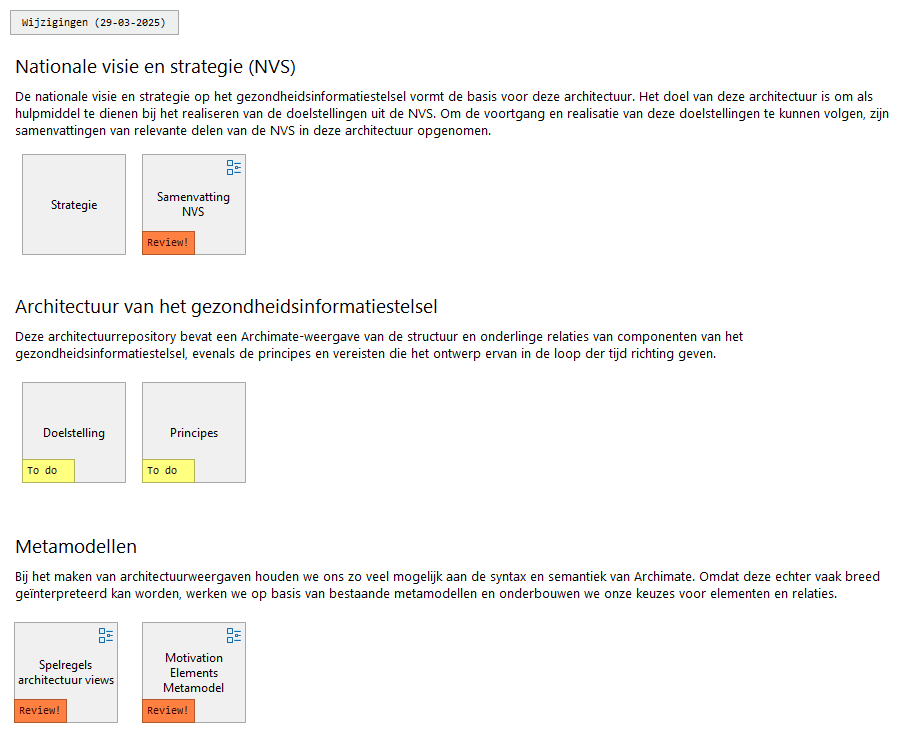 Wijzigingen (29-03-2025)
Nationale visie en strategie (NVS)
De nationale visie en strategie op het gezondheidsinformatiestelsel vormt de basis voor deze architectuur. Het doel van deze architectuur is om als
hulpmiddel te dienen bij het realiseren van de doelstellingen uit de NVS. Om de voortgang en realisatie van deze doelstellingen te kunnen volgen, zijn
samenvattingen van relevante delen van de NVS in deze architectuur opgenomen.
Strategie
Samenvatting
NVS
Review!
Architectuur van het gezondheidsinformatiestelsel
Deze architectuurrepository bevat een Archimate-weergave van de structuur en onderlinge relaties van componenten van het
gezondheidsinformatiestelsel, evenals de principes en vereisten die het ontwerp ervan in de loop der tijd richting geven.
Doelstelling
To do
Principes
To do
Metamodellen
Bij het maken van architectuurweergaven houden we ons zo veel mogelijk aan de syntax en semantiek van Archimate. Omdat deze echter vaak breed
geïnterpreteerd kan worden, werken we op basis van bestaande metamodellen en onderbouwen we onze keuzes voor elementen en relaties.
Spelregels
architectuur views
Review!
Motivation
Elements
Metamodel
Review!